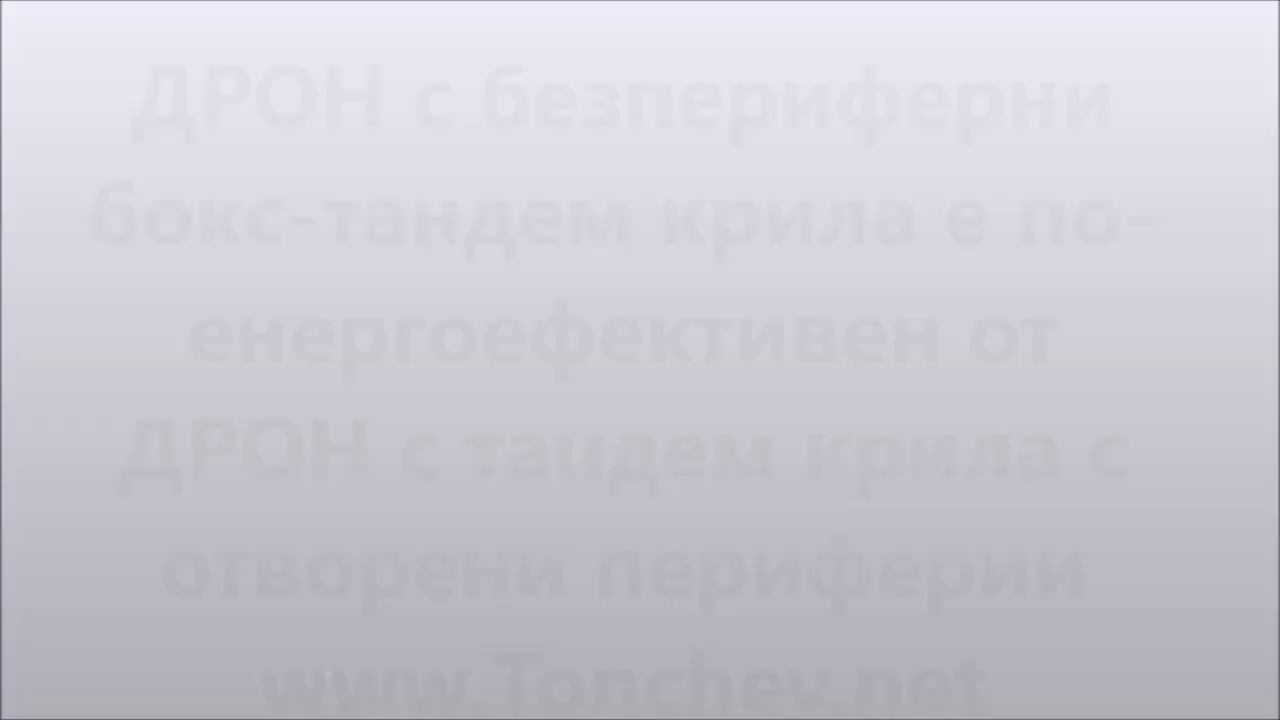 ДРОН с безпериферни
бокс-тандем крила е по-
енергоефективен от
ДРОН с тандем крила с
отворени периферии
www.Tonchev.net